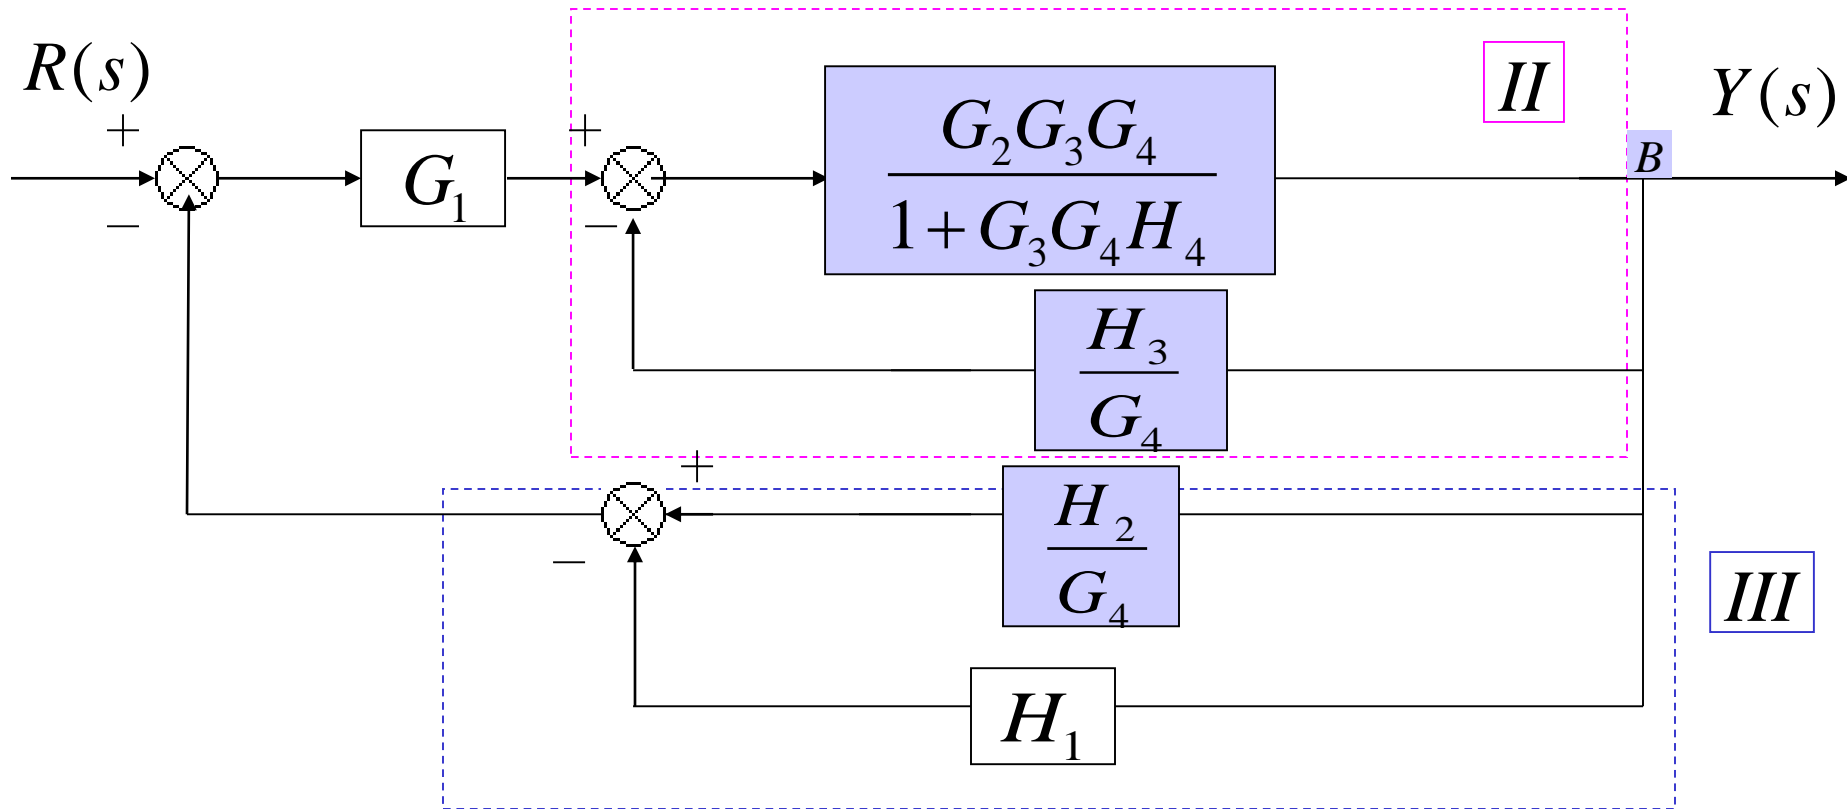 R(s)
Y(s)
II
+
−
G₁
+
−
G₂G₃G₄
1+G₃G₄H₄
B
H₃
G₄
+
−
H₂
G₄
III
H₁